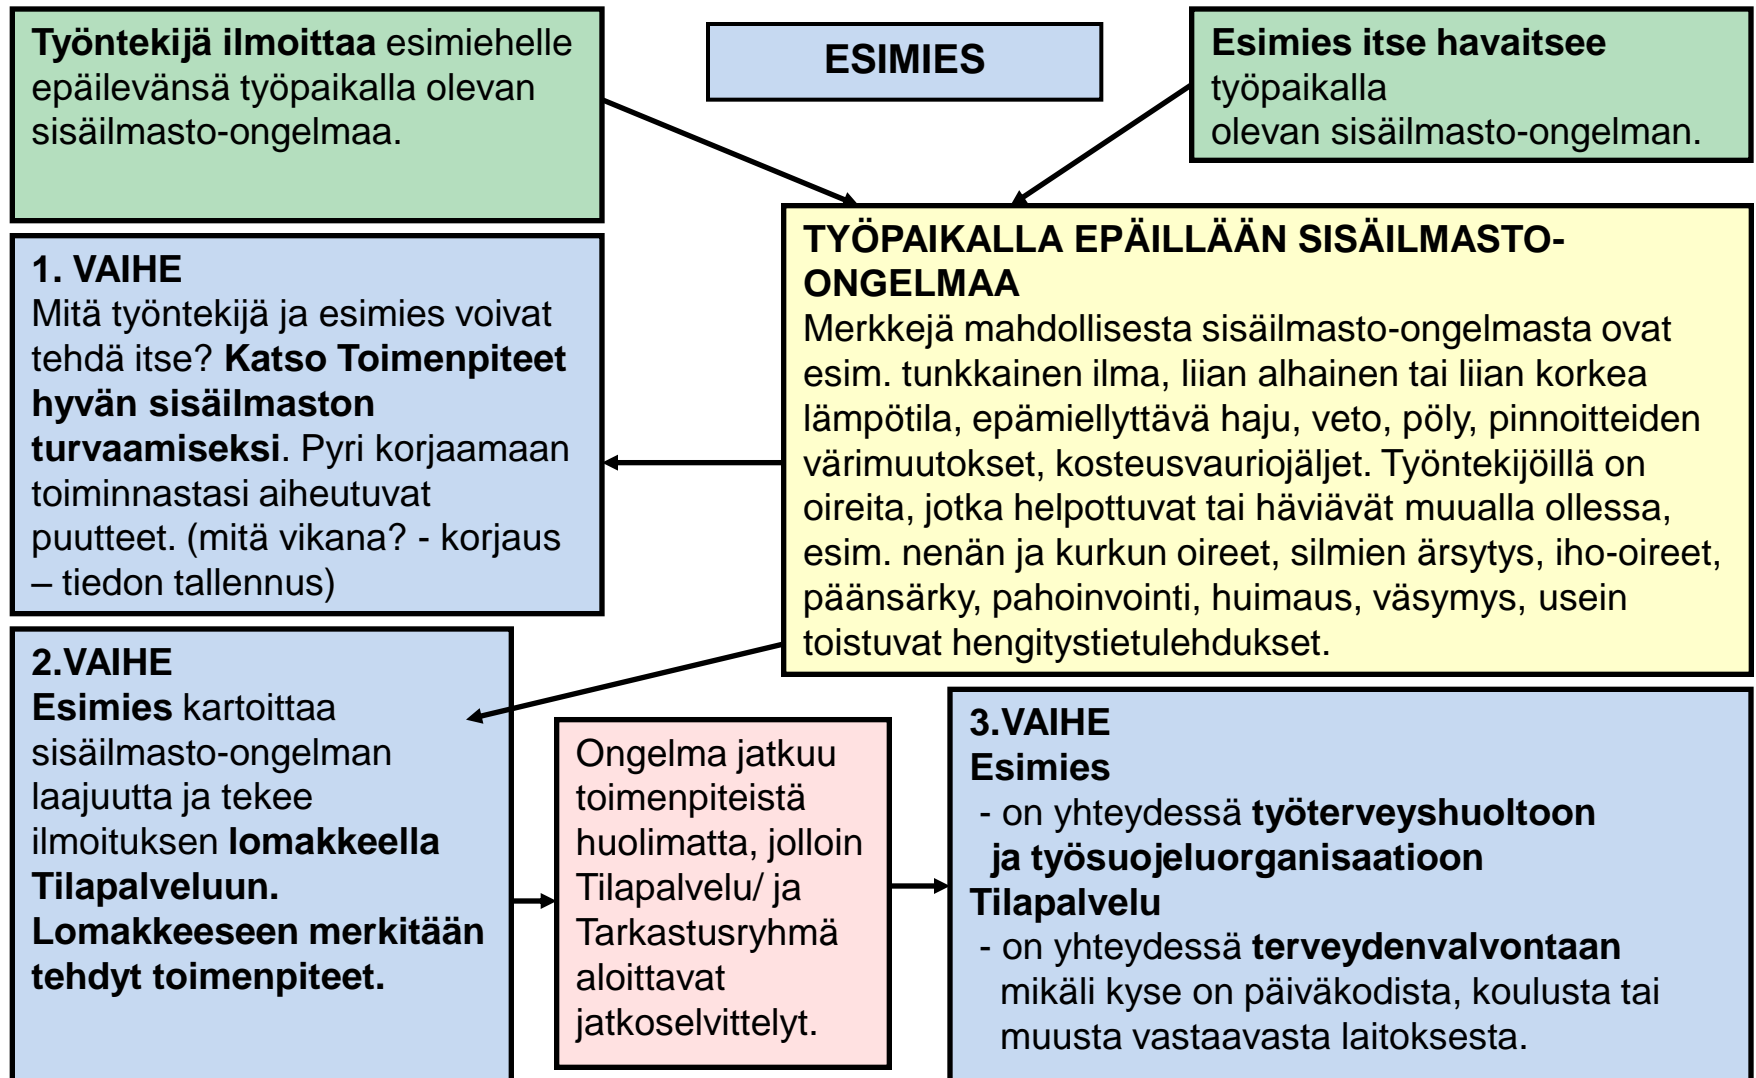 Työntekijä ilmoittaa esimiehelle
epäilevänsä työpaikalla olevan
sisäilmasto-ongelmaa.
ESIMIES
Esimies itse havaitsee
työpaikalla
olevan sisäilmasto-ongelman.
TYÖPAIKALLA EPÄILLÄÄN SISÄILMASTO-
ONGELMAA
Merkkejä mahdollisesta sisäilmasto-ongelmasta ovat
esim. tunkkainen ilma, liian alhainen tai liian korkea
lämpötila, epämiellyttävä haju, veto, pöly, pinnoitteiden
värimuutokset, kosteusvauriojäljet. Työntekijöillä on
oireita, jotka helpottuvat tai häviävät muualla ollessa,
esim. nenän ja kurkun oireet, silmien ärsytys, iho-oireet,
päänsärky, pahoinvointi, huimaus, väsymys, usein
toistuvat hengitystietulehdukset.
1. VAIHE
Mitä työntekijä ja esimies voivat
tehdä itse? Katso Toimenpiteet
hyvän sisäilmaston
turvaamiseksi. Pyri korjaamaan
toiminnastasi aiheutuvat
puutteet. (mitä vikana? - korjaus
– tiedon tallennus)
2.VAIHE
Esimies kartoittaa
sisäilmasto-ongelman
laajuutta ja tekee
ilmoituksen lomakkeella
Tilapalveluun.
Lomakkeeseen merkitään
tehdyt toimenpiteet.
Ongelma jatkuu
toimenpiteistä
huolimatta, jolloin
Tilapalvelu/ ja
Tarkastusryhmä
aloittavat
jatkoselvittelyt.
3.VAIHE
Esimies
- on yhteydessä työterveyshuoltoon
ja työsuojeluorganisaatioon
Tilapalvelu
- on yhteydessä terveydenvalvontaan
mikäli kyse on päiväkodista, koulusta tai
muusta vastaavasta laitoksesta.